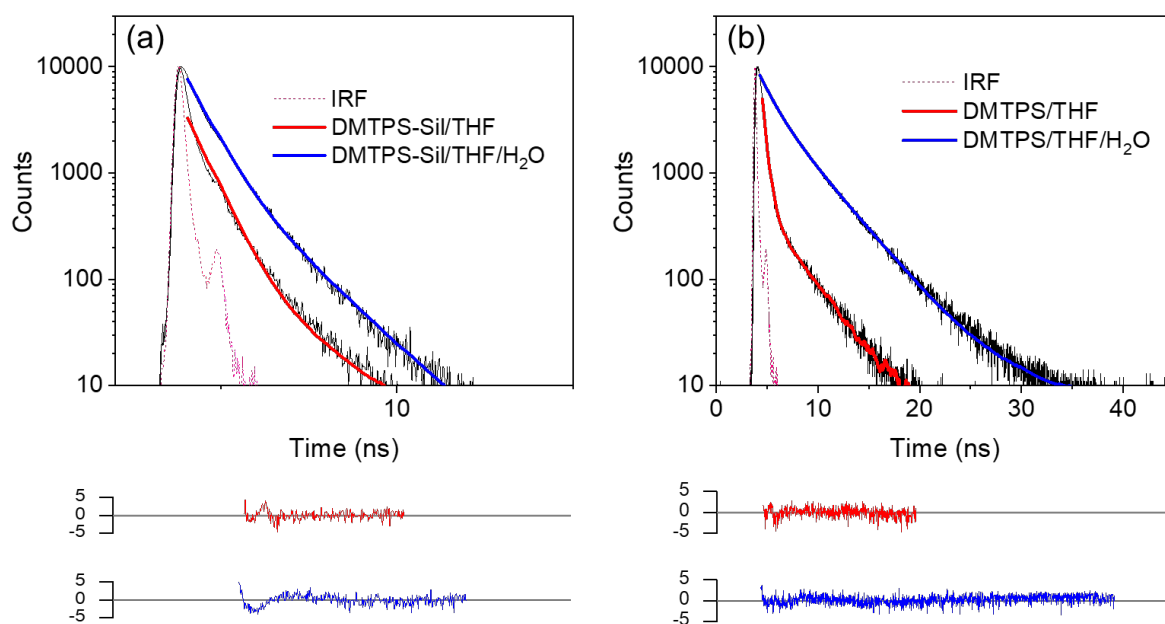 (a)
Counts
10000
1000
100
10
IRF
DMTPS-Sil/THF
DMTPS-Sil/THF/H₂O
10
Time (ns)
5
0
-5
5
0
-5
(b)
Counts
10000
1000
100
10
IRF
DMTPS/THF
DMTPS/THF/H₂O
0 10 20 30 40
Time (ns)
5
0
-5
5
0
-5